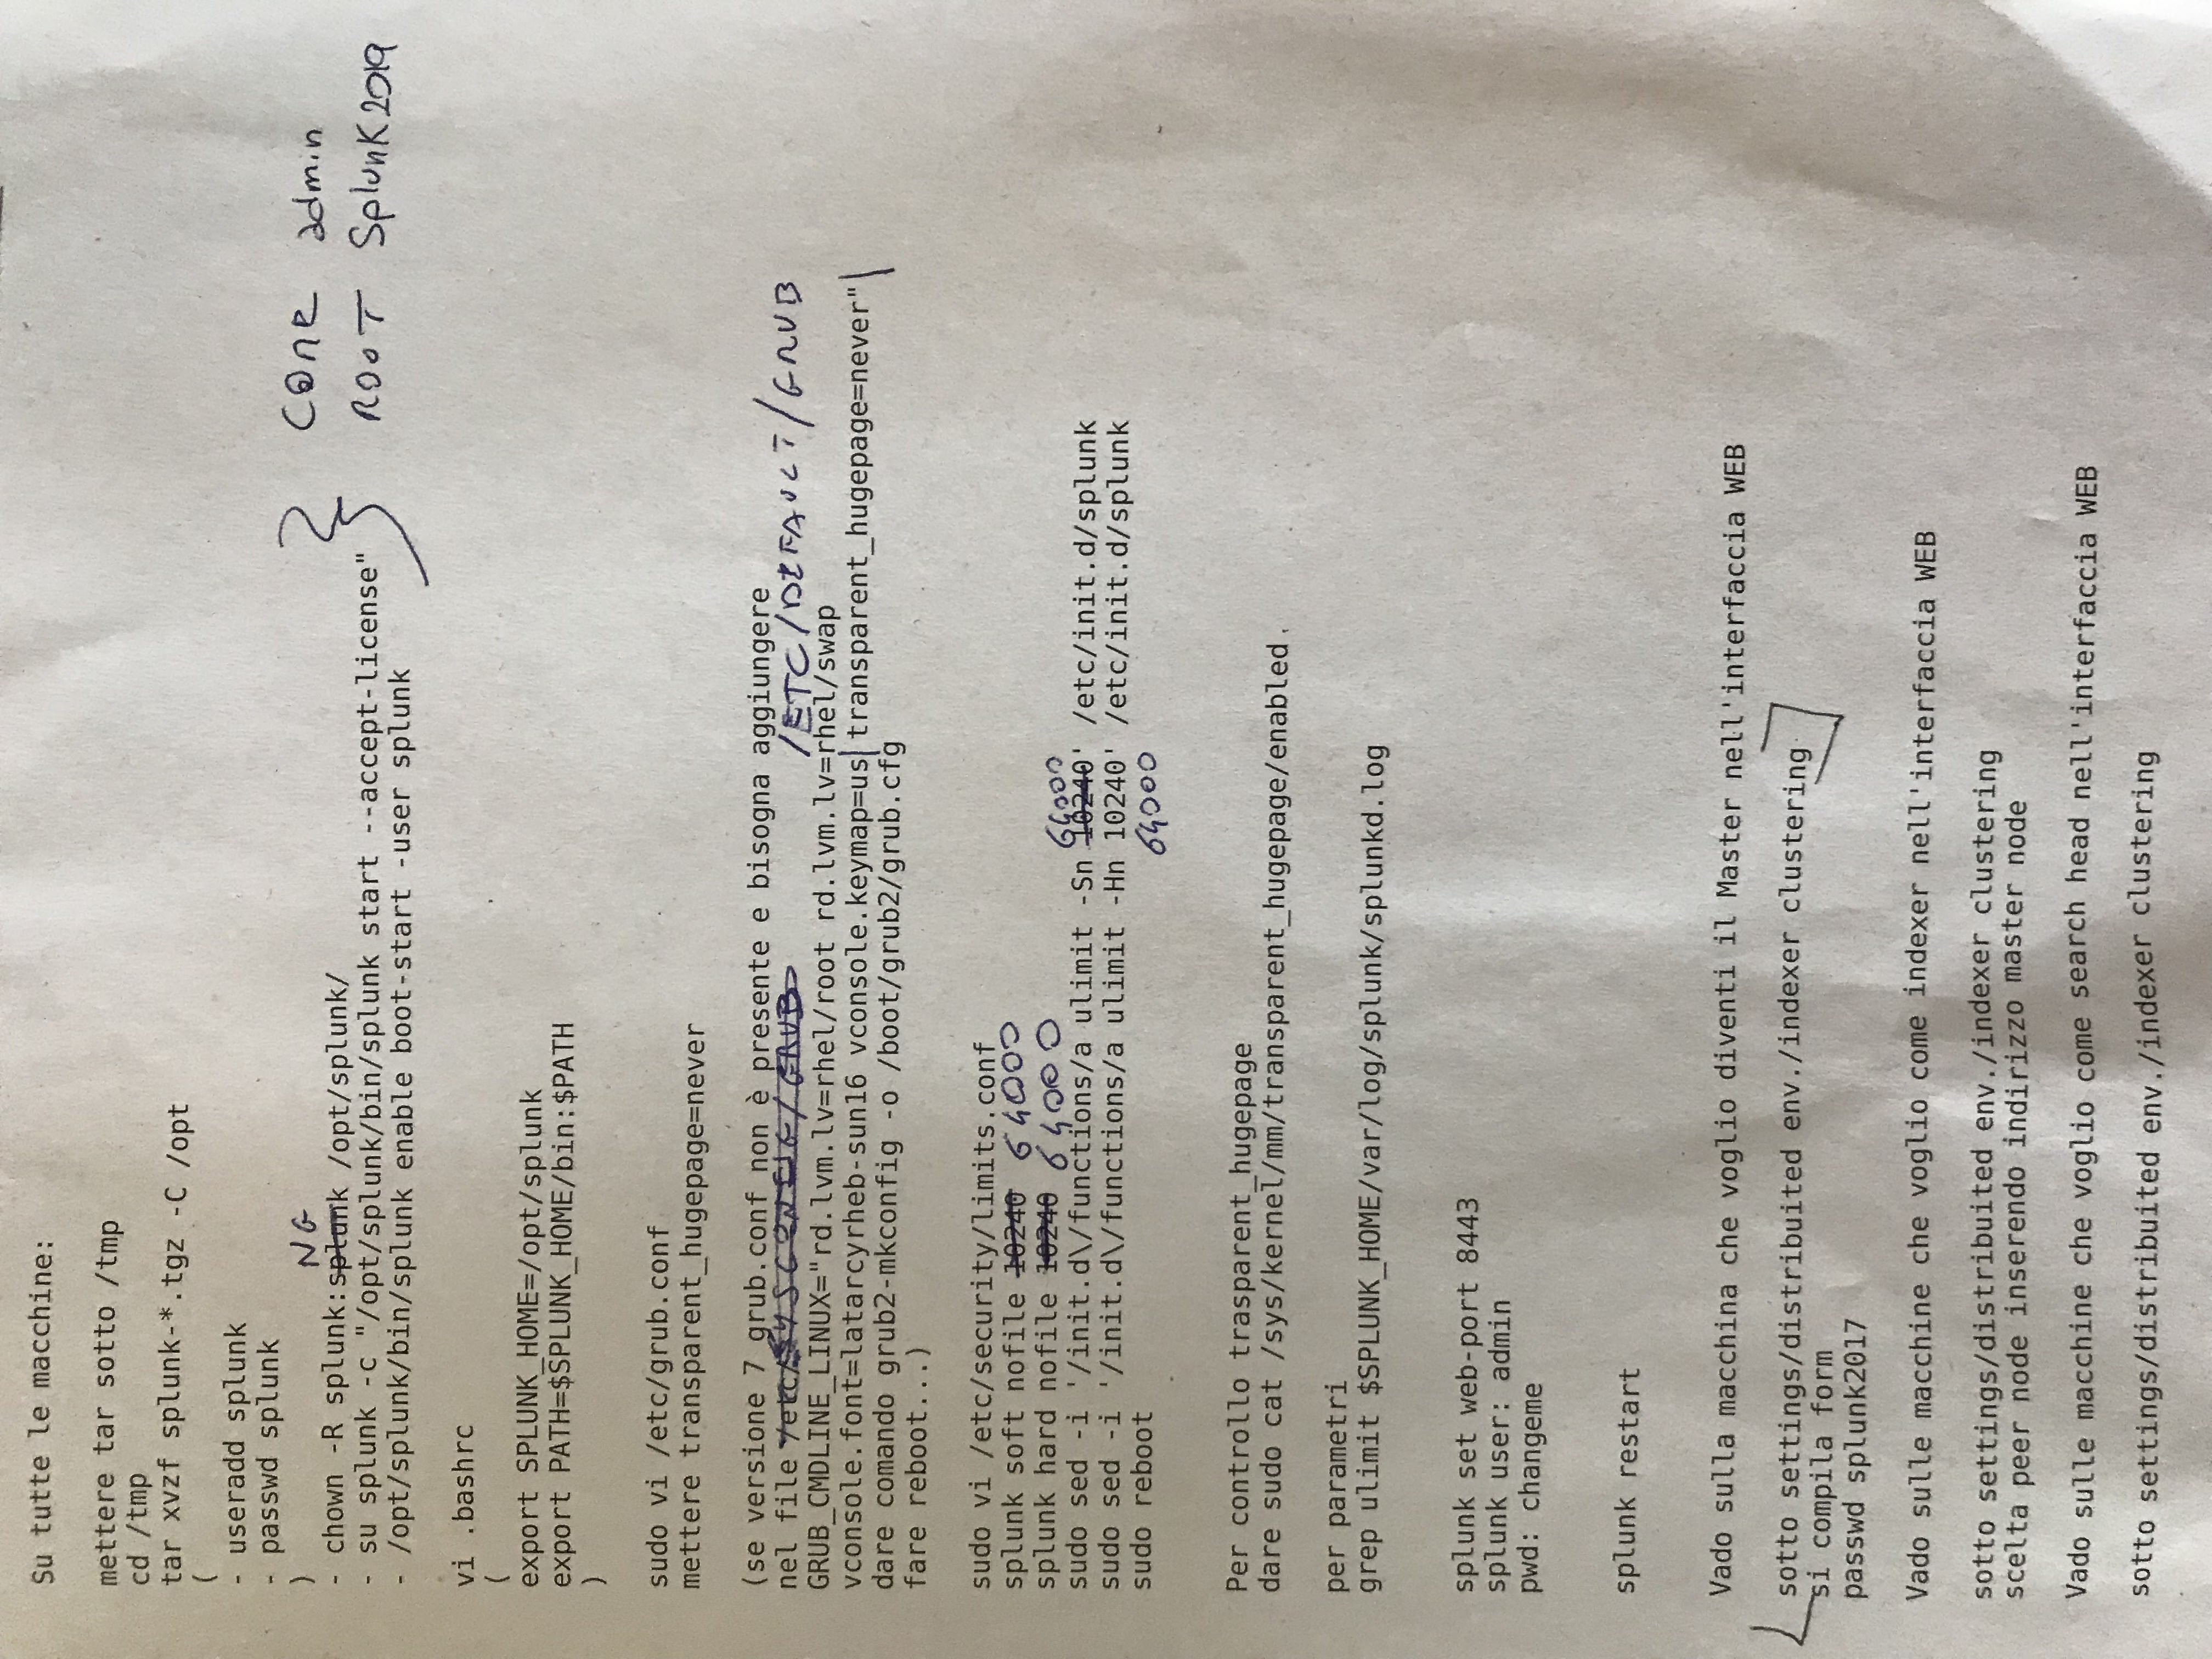 Su tutte le macchine:
mettere tar sotto /tmp
cd /tmp
tar xvzf splunk-*.tgz -C /opt
(
- useradd splunk
- passwd splunk
)
NG
- chown -R splunk:splunk /opt/splunk/
- su splunk -c "/opt/splunk/bin/splunk start --accept-license"
- /opt/splunk/bin/splunk enable boot-start -user splunk
COME admin
ROOT SplunK2019
vi .bashrc
(
export SPLUNK_HOME=/opt/splunk
export PATH=$SPLUNK_HOME/bin:$PATH
)
sudo vi /etc/grub.conf
mettere transparent_hugepage=never
(se versione 7 grub.conf non è presente e bisogna aggiungere
nel file /etc/SYSCONFIG/GRUB /ETC/DEFAULT/GRUB
GRUB_CMDLINE_LINUX="rd.lvm.lv=rhel/root rd.lvm.lv=rhel/swap
vconsole.font=latarcyrheb-sun16 vconsole.keymap=us| transparent_hugepage=never"|
dare comando grub2-mkconfig -o /boot/grub2/grub.cfg
fare reboot...)
sudo vi /etc/security/limits.conf
splunk soft nofile 10240 64000
splunk hard nofile 10240 64000
64000
sudo sed -i '/init.d\/functions/a ulimit -Sn 10240' /etc/init.d/splunk
sudo sed -i '/init.d\/functions/a ulimit -Hn 10240' /etc/init.d/splunk
sudo reboot
64000
Per controllo trasparent_hugepage
dare sudo cat /sys/kernel/mm/transparent_hugepage/enabled.
per parametri
grep ulimit $SPLUNK_HOME/var/log/splunk/splunkd.log
splunk set web-port 8443
splunk user: admin
pwd: changeme
splunk restart
Vado sulla macchina che voglio diventi il Master nell'interfaccia WEB
sotto settings/distribuited env./indexer clustering
si compila form
passwd splunk2017
Vado sulle macchine che voglio come indexer nell'interfaccia WEB
sotto settings/distribuited env./indexer clustering
scelta peer node inserendo indirizzo master node
Vado sulle macchine che voglio come search head nell'interfaccia WEB
sotto settings/distribuited env./indexer clustering